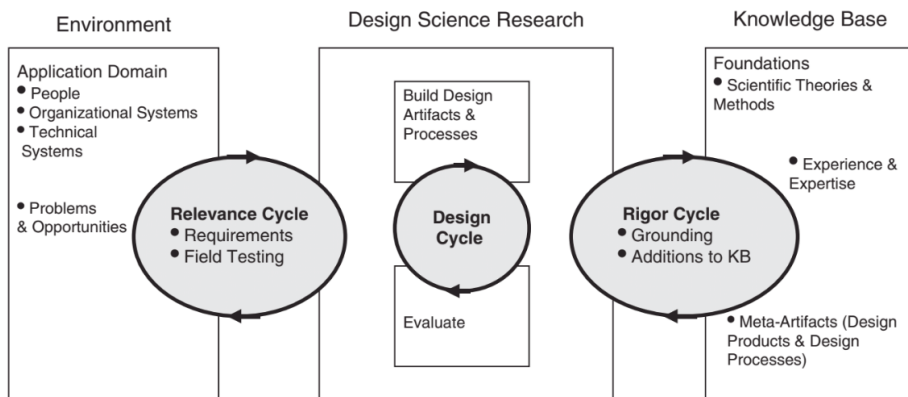 Environment
Design Science Research
Knowledge Base
Application Domain
• People
• Organizational Systems
• Technical
Systems
• Problems
& Opportunities
Relevance Cycle
• Requirements
• Field Testing
Build Design
Artifacts &
Processes
Design
Cycle
Evaluate
Rigor Cycle
• Grounding
• Additions to KB
Foundations
• Scientific Theories &
Methods
• Experience &
Expertise
• Meta-Artifacts (Design
Products & Design
Processes)